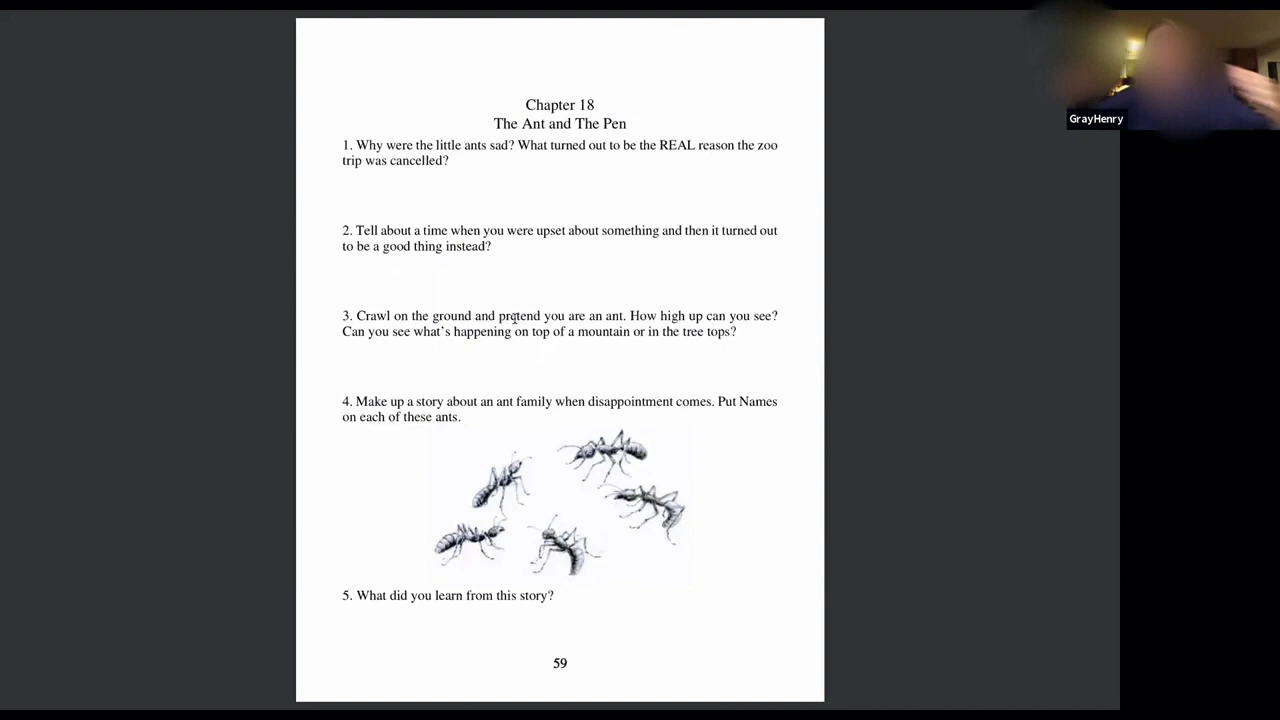 Chapter 18
The Ant and The Pen
1. Why were the little ants sad? What turned out to be the REAL reason the zoo
trip was cancelled?
2. Tell about a time when you were upset about something and then it turned out
to be a good thing instead?
3. Crawl on the ground and pretend you are an ant. How high up can you see?
Can you see what's happening on top of a mountain or in the tree tops?
4. Make up a story about an ant family when disappointment comes. Put Names
on each of these ants.
5. What did you learn from this story?
59
GrayHenry